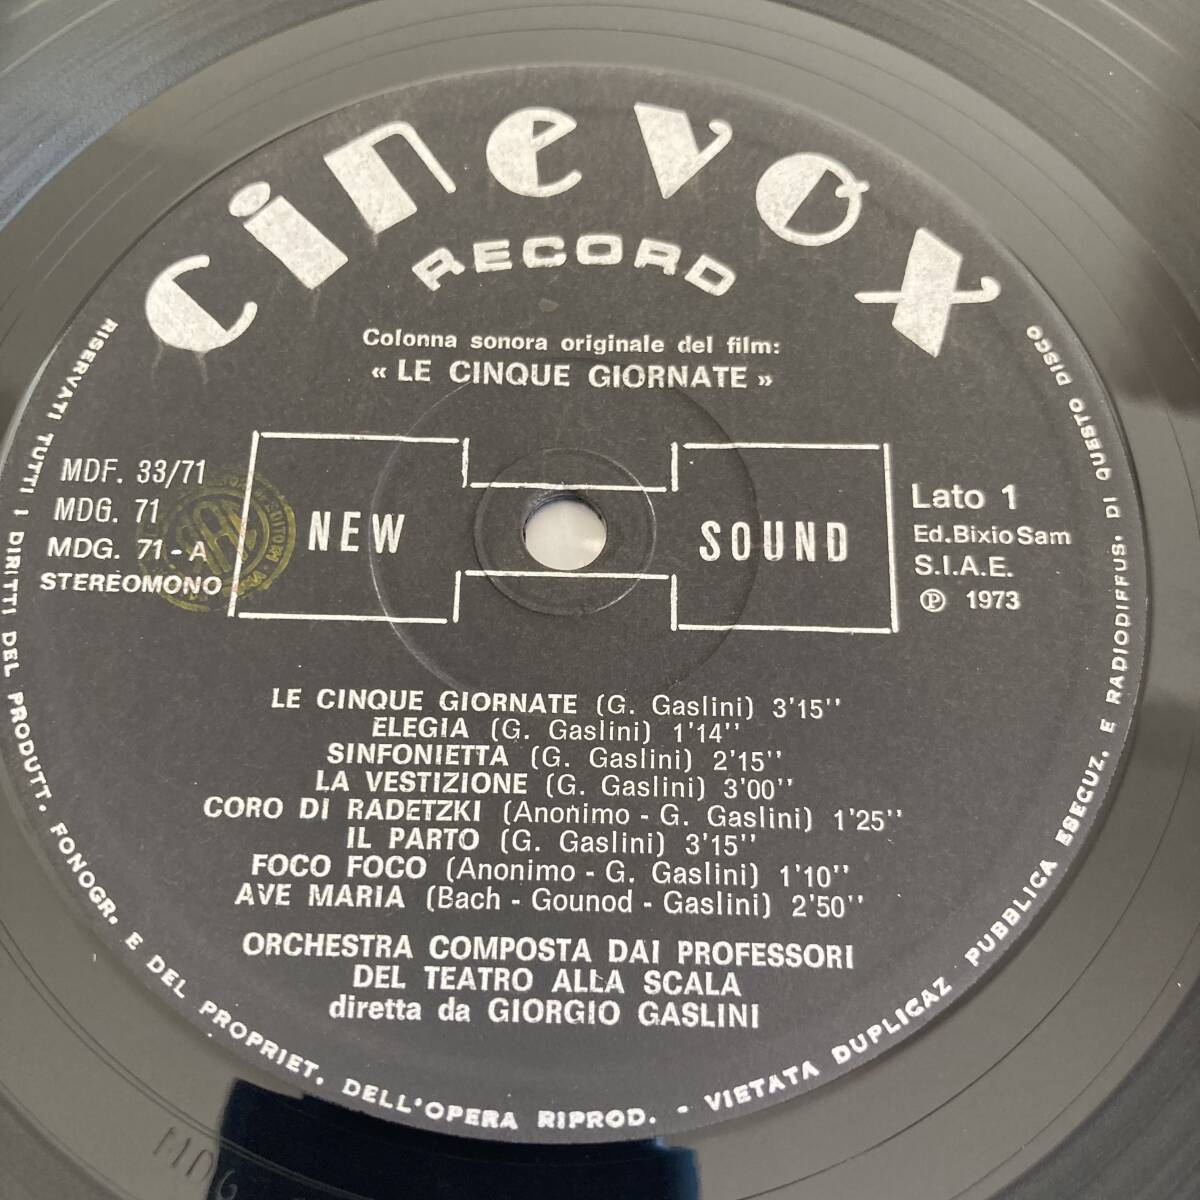 cinevox
RECORD
Colonna sonora originale del film:
« LE CINQUE GIORNATE »
MDF. 33/71
MDG. 71
MDG. 71 - A
STEREOMONO
NEW SOUND
Lato 1
Ed.Bixio Sam
S.I.A.E.
Ⓟ 1973
LE CINQUE GIORNATE (G. Gaslini) 3'15''
ELEGIA (G. Gaslini) 1'14''
SINFONIETTA (G. Gaslini) 2'15''
LA VESTIZIONE (G. Gaslini) 3'00''
CORO DI RADETZKI (Anonimo - G. Gaslini) 1'25''
IL PARTO (G. Gaslini) 3'15''
FOCO FOCO (Anonimo - G. Gaslini) 1'10''
AVE MARIA (Bach - Gounod - Gaslini) 2'50''
ORCHESTRA COMPOSTA DAI PROFESSORI
DEL TEATRO ALLA SCALA
diretta da GIORGIO GASLINI
RISERVATI TUTTI I DIRITTI DEL PRODUTT. FONOGR. E DEL PROPRIET. DELL'OPERA RIPROD. - VIETATA DUPLICAZ PUBBLICA ESECUZ. E RADIODIFFUS. DI QUESTO DISCO
MDG